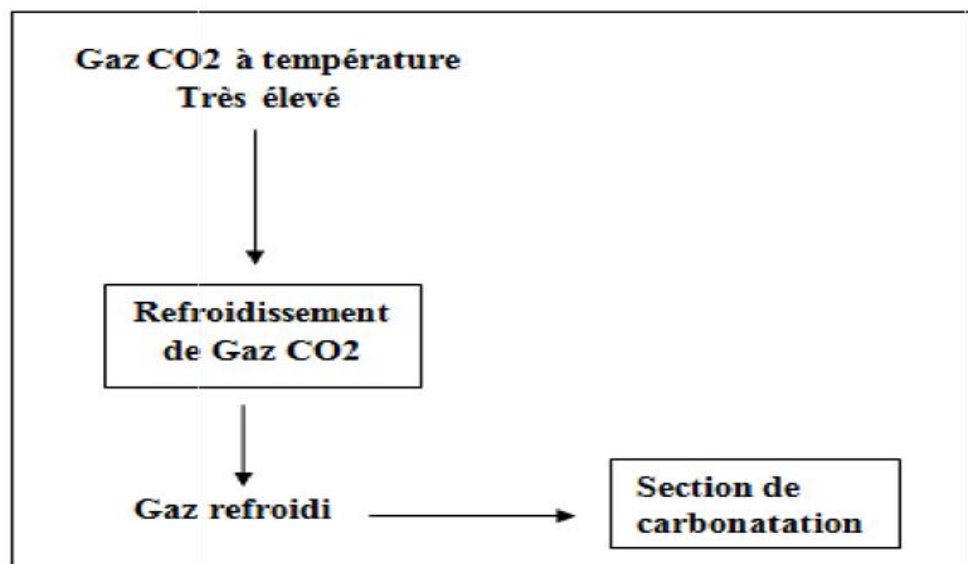 Gaz CO2 à température
Très élevé
Refroidissement
de Gaz CO2
Gaz refroidi
Section de
carbonatation